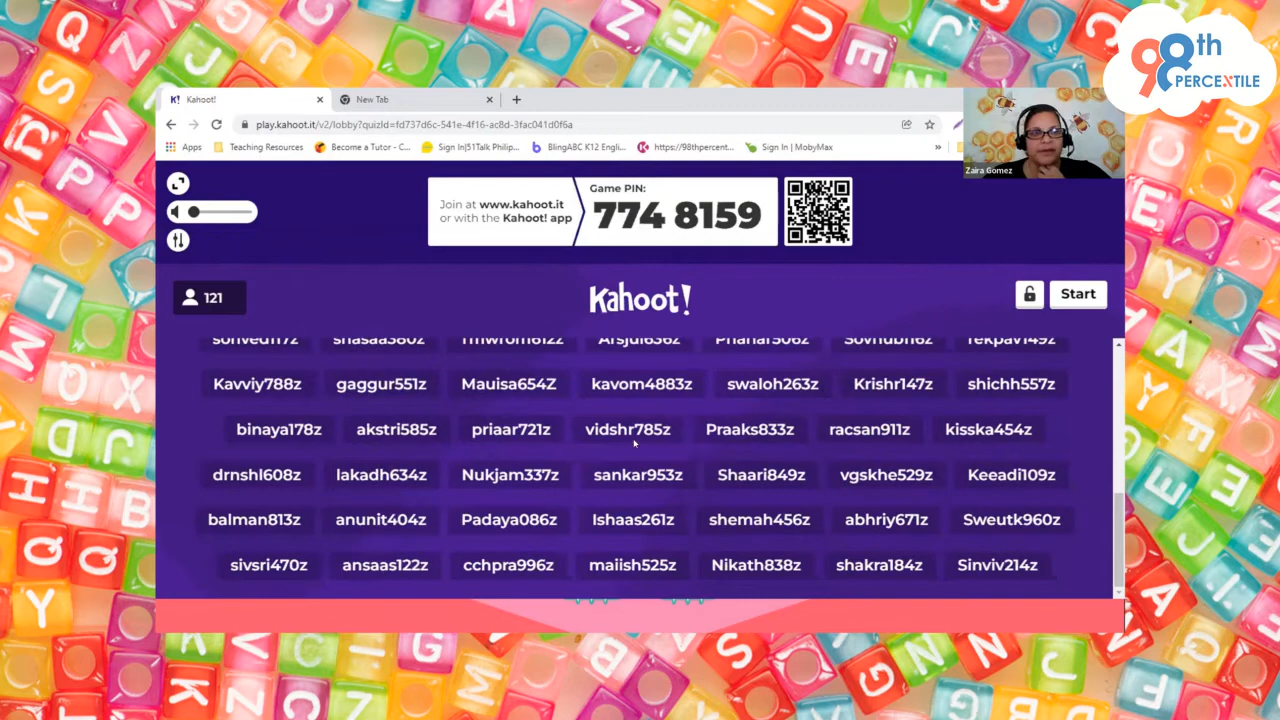 98th
PERCEXTILE
Kahoot!
New Tab
play.kahoot.it/v2/lobby?quizId=fd737d6c-541e-4f16-ac8d-3fac041d0f6a
Apps Teaching Resources Become a Tutor - C... Sign In|51Talk Philip... BlingABC K12 Engli... https://98thpercent... Sign In | MobyMax »
Zaira Gomez
Join at www.kahoot.it
or with the Kahoot! app
Game PIN:
774 8159
121
Kahoot!
Start
Kavviy788z gaggur551z Mauisa654Z kavom4883z swaloh263z Krishr147z shichh557z
binaya178z akstri585z priaar721z vidshr785z Praaks833z racsan911z kisska454z
drnshl608z lakadh634z Nukjam337z sankar953z Shaari849z vgskhe529z Keeadi109z
balman813z anunit404z Padaya086z Ishaas261z shemah456z abhriy671z Sweutk960z
sivsri470z ansaas122z cchpra996z maiish525z Nikath838z shakra184z Sinviv214z